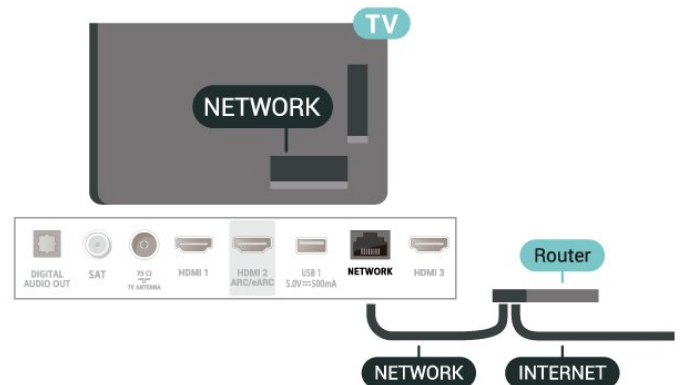 TV
NETWORK
DIGITAL
AUDIO OUT
SAT
75 Ω
TV ANTENNA
HDMI 1
HDMI 2
ARC/eARC
USB 1
5.0V⎓500mA
NETWORK
HDMI 3
Router
NETWORK
INTERNET